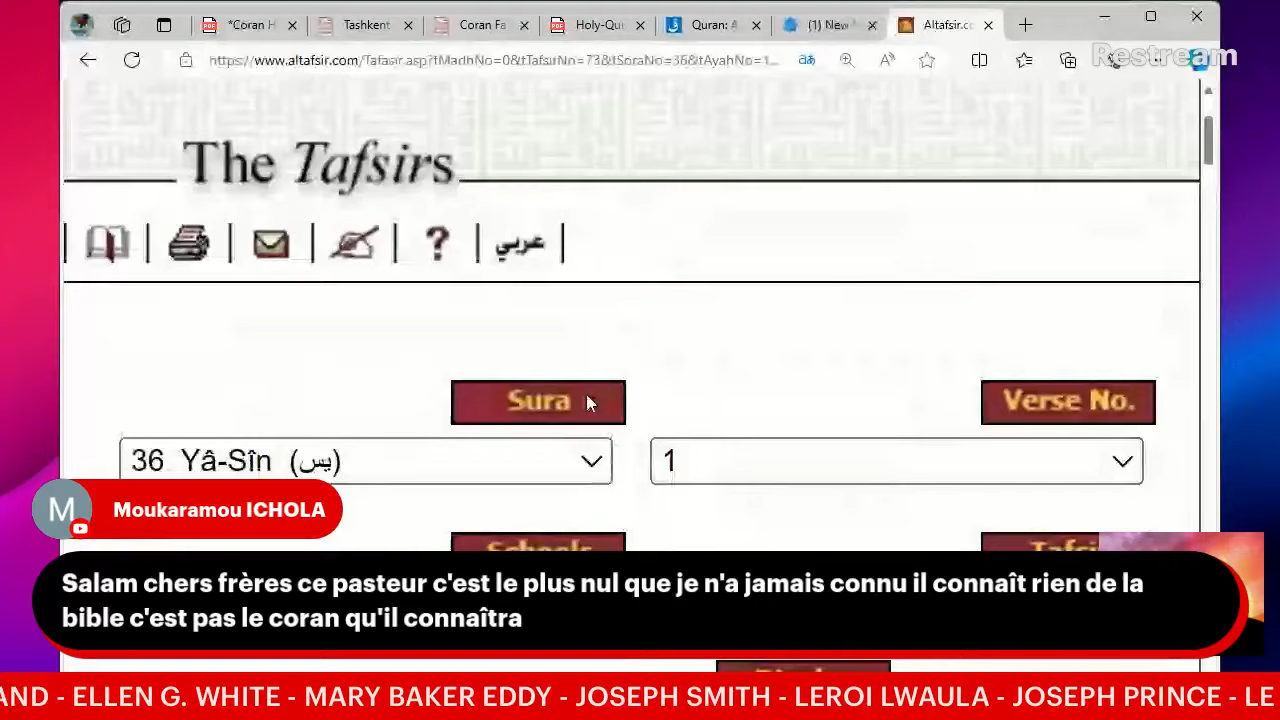 *Coran H
Tashkent
Coran Fa
Holy-Qu
Quran: A
(1) New
Altafsir.co
https://www.altafsir.com/Tafasir.asp?tMadhNo=0&tTafsirNo=73&tSoraNo=36&tAyahNo=1...
Restream
The Tafsirs
? عربي
Sura
Verse No.
36 Yâ-Sîn (يس)
1
Moukaramou ICHOLA
M
Schools
Tafsi
Salam chers frères ce pasteur c'est le plus nul que je n'a jamais connu il connaît rien de la
bible c'est pas le coran qu'il connaîtra
AND - ELLEN G. WHITE - MARY BAKER EDDY - JOSEPH SMITH - LEROI LWAULA - JOSEPH PRINCE - LE